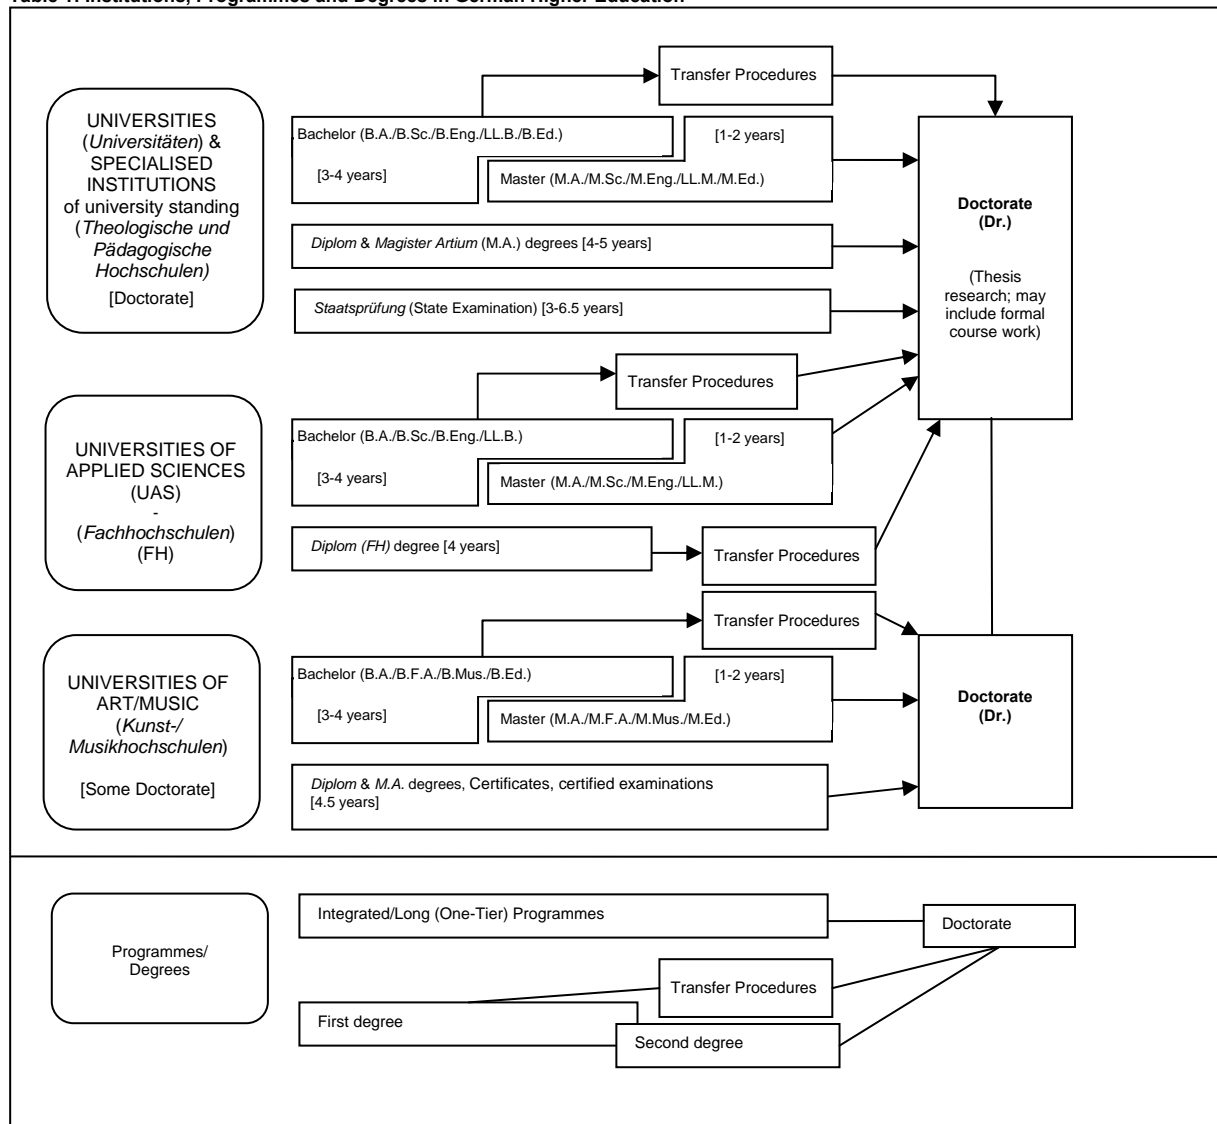 Table 1: Institutions, Programmes and Degrees in German Higher Education
Transfer Procedures
UNIVERSITIES
(Universitäten) &
SPECIALISED
INSTITUTIONS
of university standing
(Theologische und
Pädagogische
Hochschulen)
[Doctorate]
Bachelor (B.A./B.Sc./B.Eng./LL.B./B.Ed.)
[3-4 years]
[1-2 years]
Master (M.A./M.Sc./M.Eng./LL.M./M.Ed.)
Diplom & Magister Artium (M.A.) degrees [4-5 years]
Staatsprüfung (State Examination) [3-6.5 years]
Doctorate
(Dr.)
(Thesis
research; may
include formal
course work)
Transfer Procedures
UNIVERSITIES OF
APPLIED SCIENCES
(UAS)
-
(Fachhochschulen)
(FH)
Bachelor (B.A./B.Sc./B.Eng./LL.B.)
[3-4 years]
[1-2 years]
Master (M.A./M.Sc./M.Eng./LL.M.)
Diplom (FH) degree [4 years]
Transfer Procedures
Transfer Procedures
UNIVERSITIES OF
ART/MUSIC
(Kunst-/
Musikhochschulen)
[Some Doctorate]
Bachelor (B.A./B.F.A./B.Mus./B.Ed.)
[3-4 years]
[1-2 years]
Master (M.A./M.F.A./M.Mus./M.Ed.)
Diplom & M.A. degrees, Certificates, certified examinations
[4.5 years]
Doctorate
(Dr.)
Programmes/
Degrees
Integrated/Long (One-Tier) Programmes
Doctorate
Transfer Procedures
First degree
Second degree